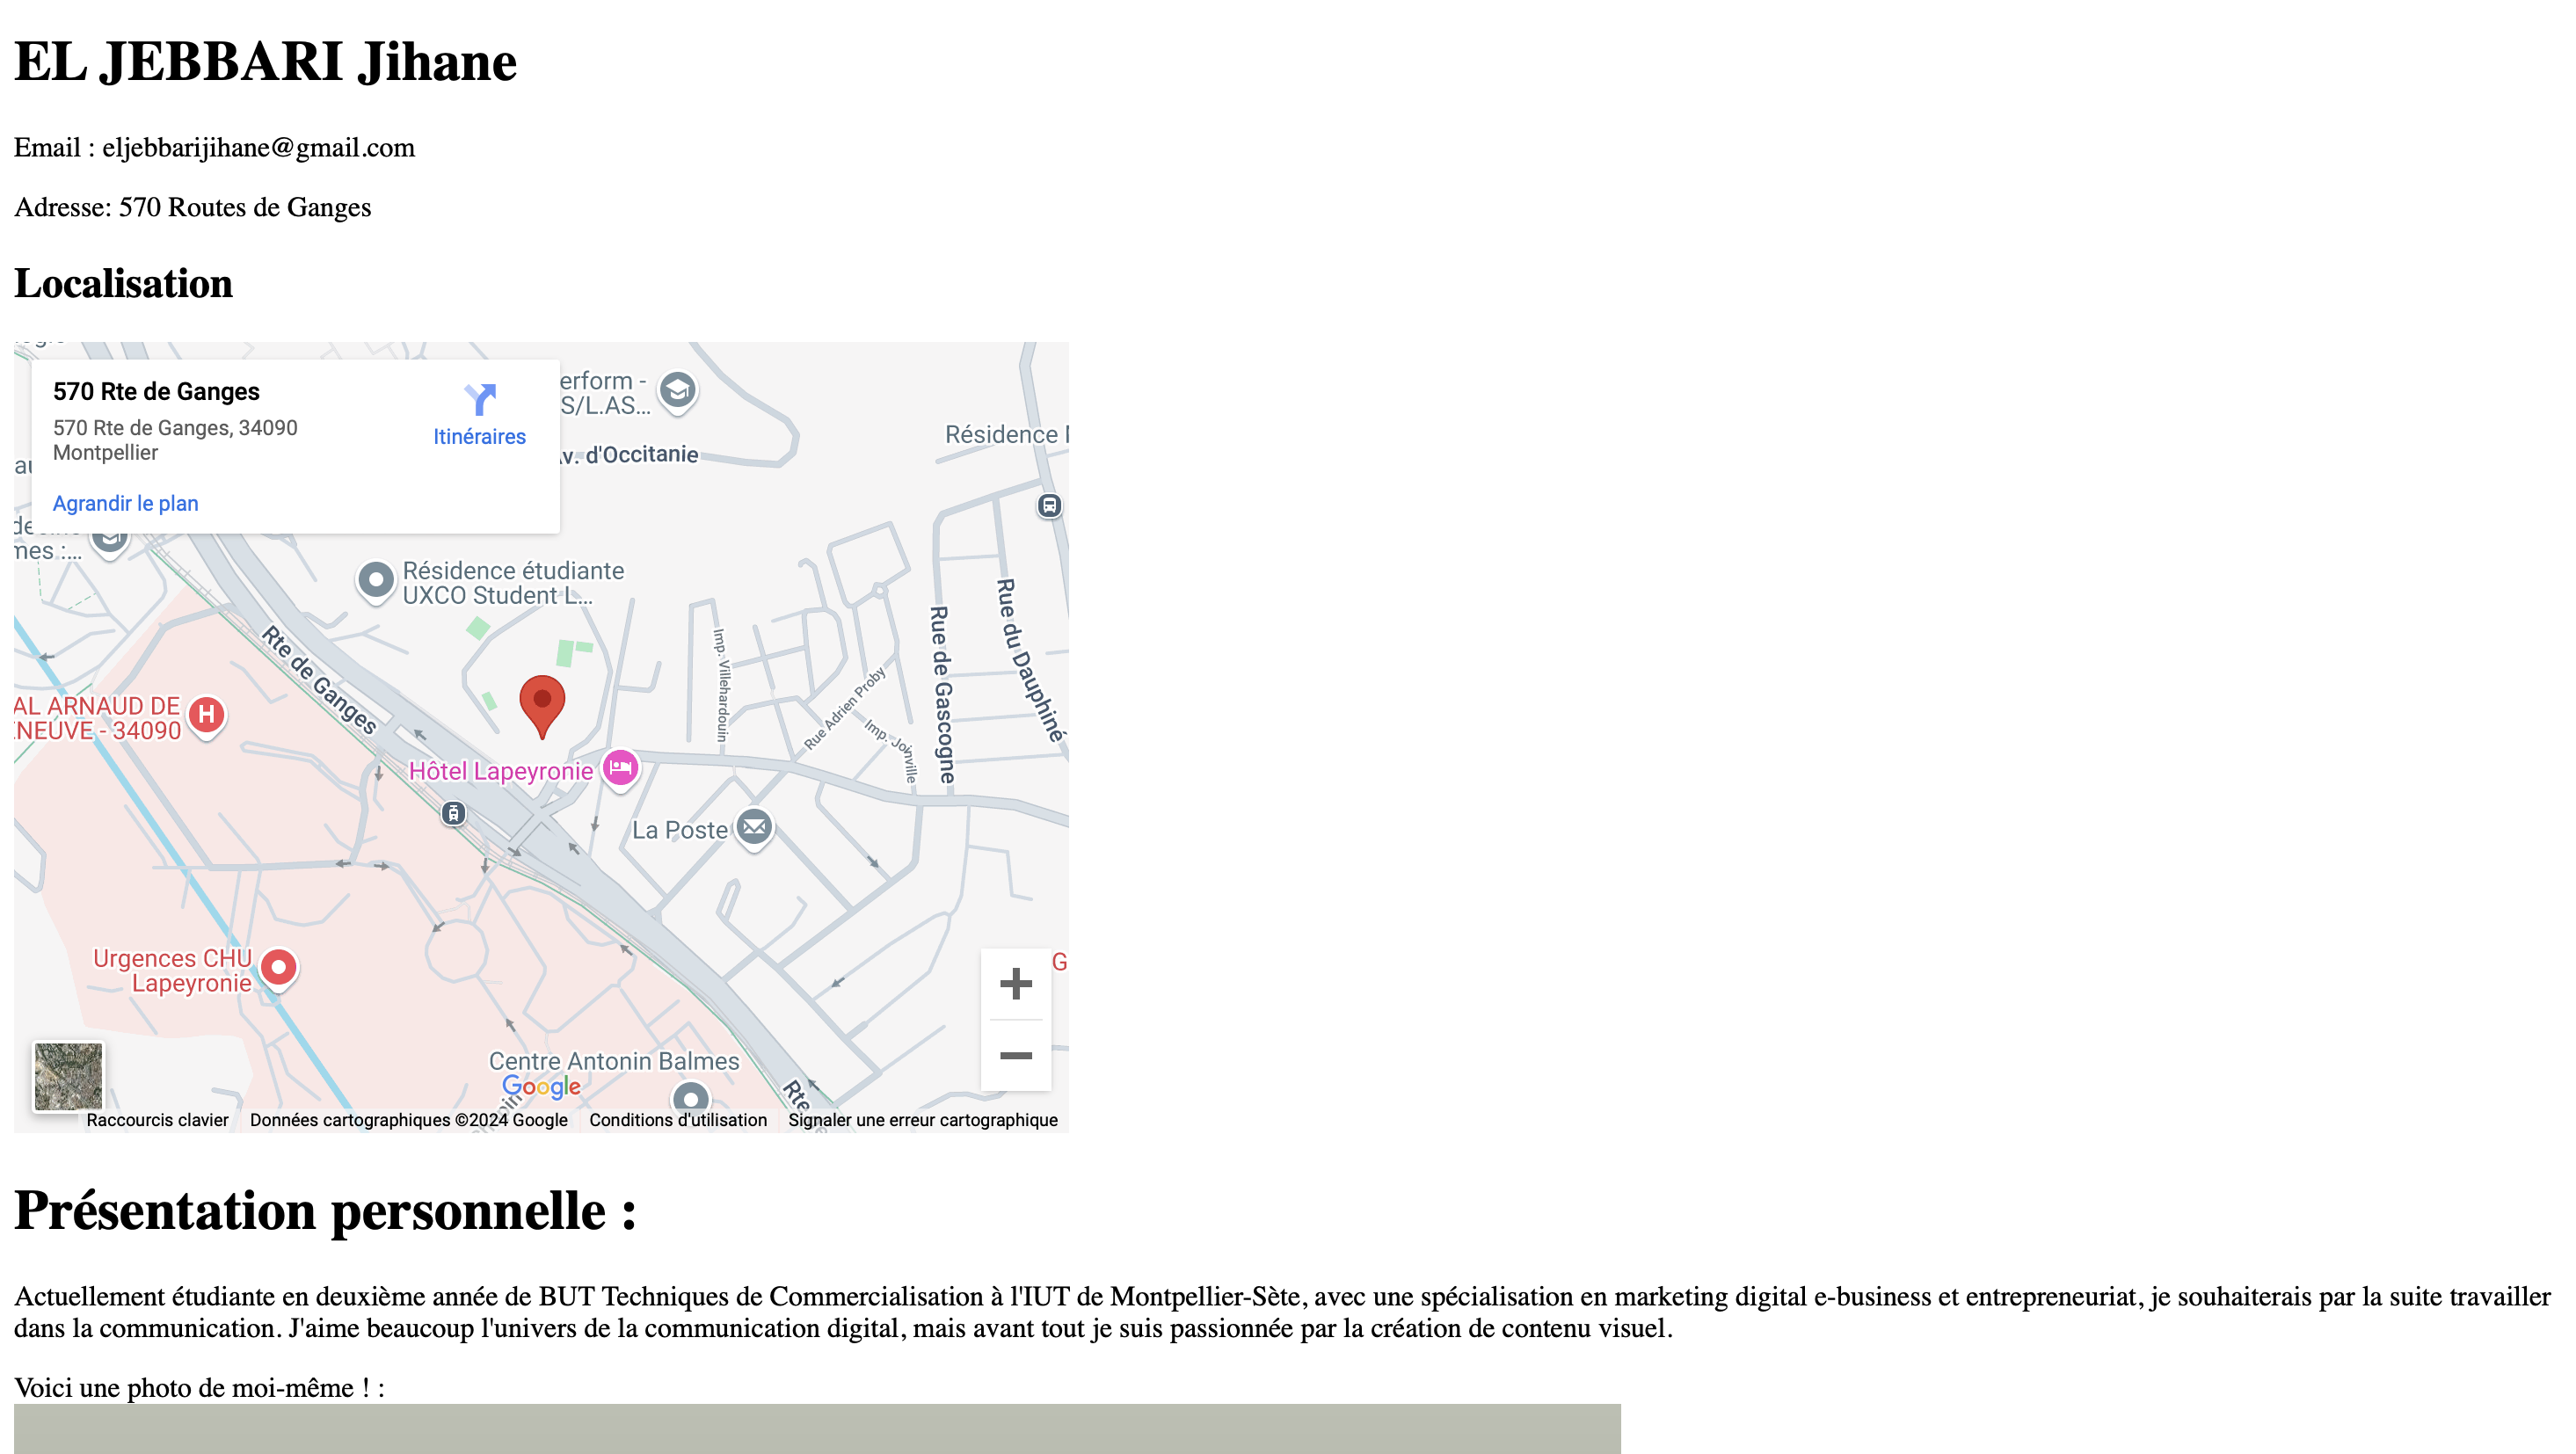 EL JEBBARI Jihane
Email : eljebbarijihane@gmail.com
Adresse: 570 Routes de Ganges
Localisation
570 Rte de Ganges
570 Rte de Ganges, 34090
Montpellier
Itinéraires
Agrandir le plan
erform -
S/L.AS...
Av. d'Occitanie
Résidence
mes :...
Résidence étudiante
UXCO Student L...
Rte de Ganges
Imp. Villehardouin
Rue Adrien Proby
Imp. Joinville
Rue de Gascogne
Rue du Dauphiné
AL ARNAUD DE
ENEUVE - 34090
H
Hôtel Lapeyronie
La Poste
Urgences CHU
Lapeyronie
G
Centre Antonin Balmes
Google
Rte
Raccourcis clavier
Données cartographiques ©2024 Google
Conditions d'utilisation
Signaler une erreur cartographique
Présentation personnelle :
Actuellement étudiante en deuxième année de BUT Techniques de Commercialisation à l'IUT de Montpellier-Sète, avec une spécialisation en marketing digital e-business et entrepreneuriat, je souhaiterais par la suite travailler
dans la communication. J'aime beaucoup l'univers de la communication digital, mais avant tout je suis passionnée par la création de contenu visuel.
Voici une photo de moi-même ! :